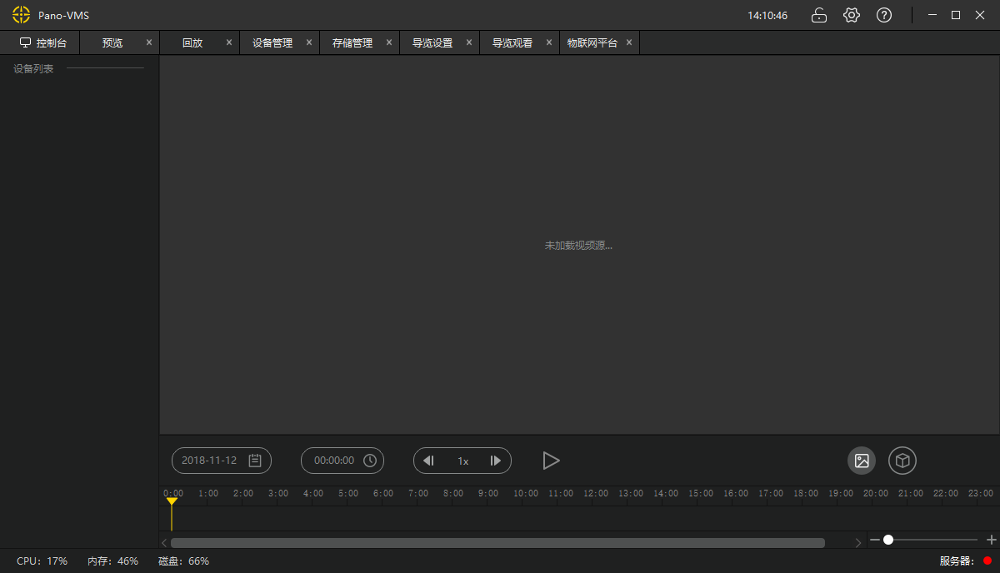 Pano-VMS 14:10:46
控制台 预览 × 回放 × 设备管理 × 存储管理 × 导览设置 × 导览观看 × 物联网平台 ×
设备列表
未加载视频源...
2018-11-12 00:00:00 1x
0:00 1:00 2:00 3:00 4:00 5:00 6:00 7:00 8:00 9:00 10:00 11:00 12:00 13:00 14:00 15:00 16:00 17:00 18:00 19:00 20:00 21:00 22:00 23:00
CPU: 17% 内存: 46% 磁盘: 66% 服务器: